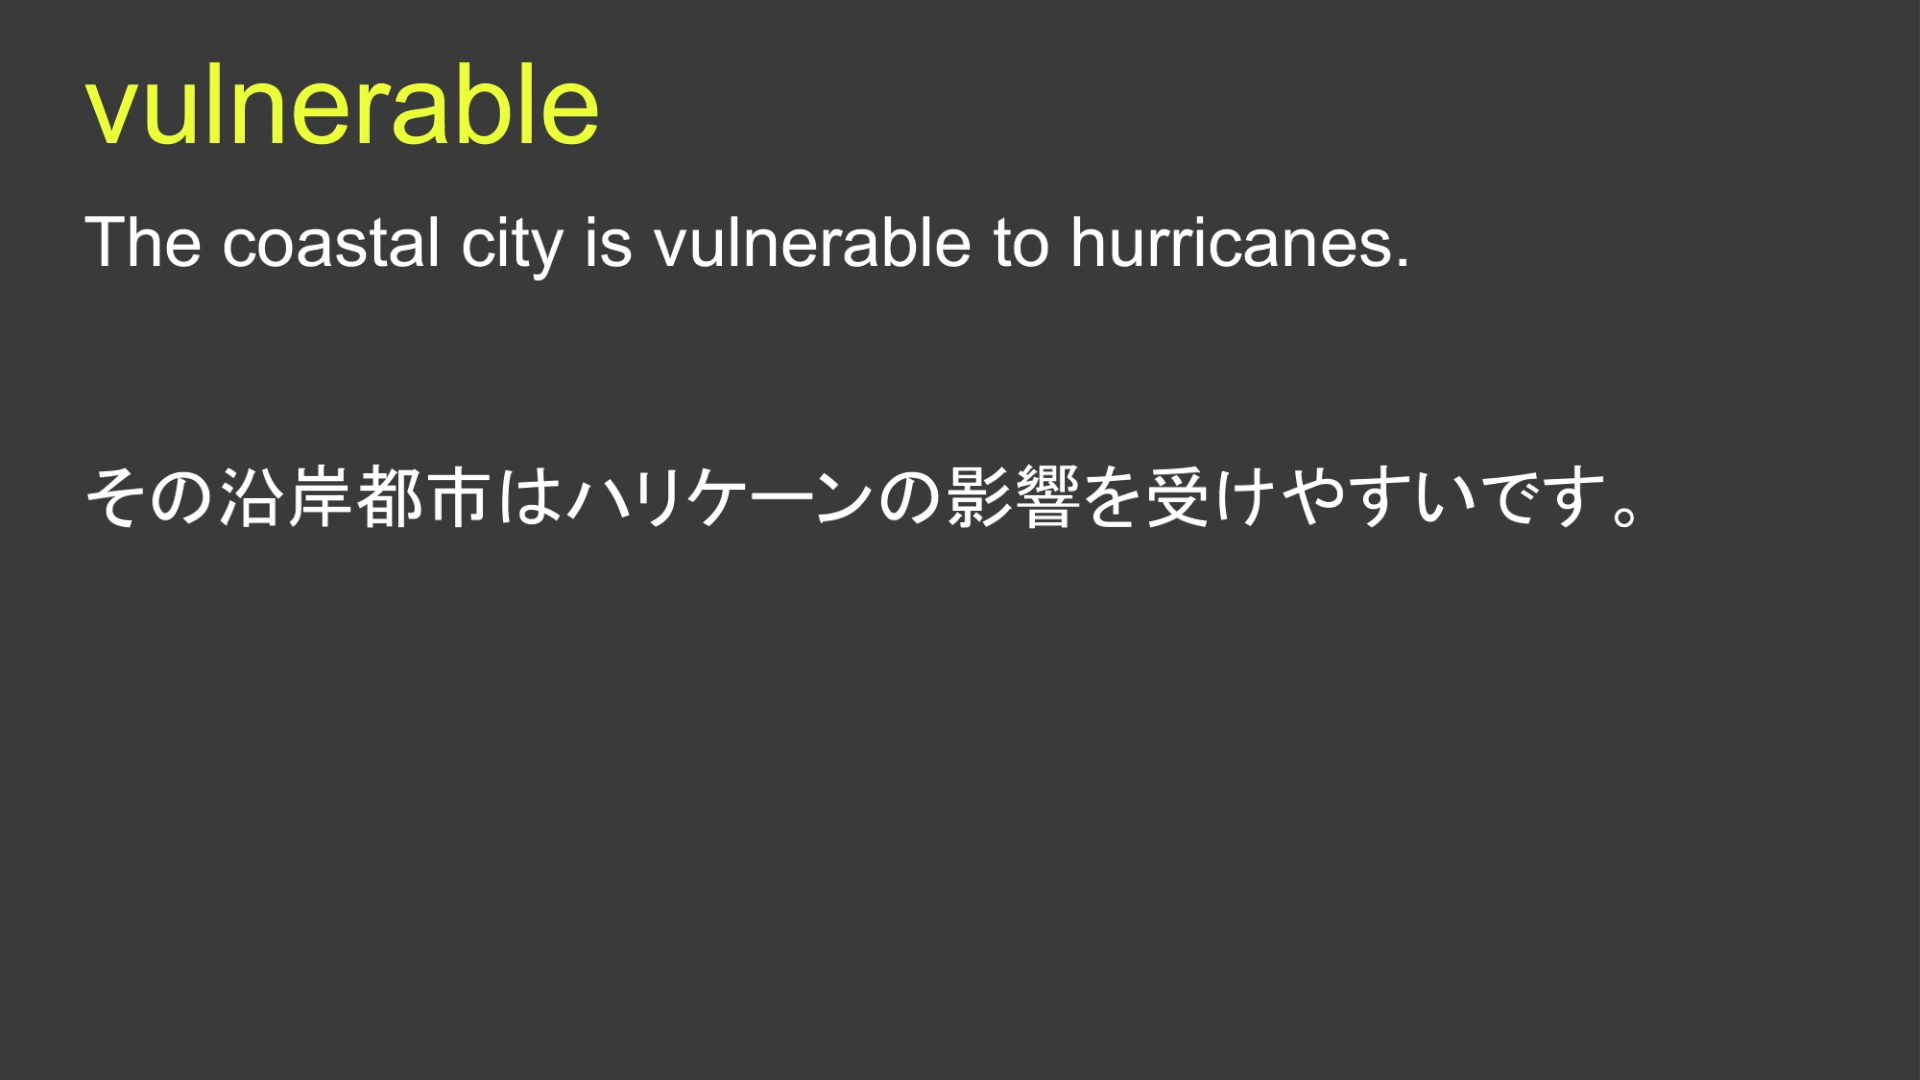 vulnerable
The coastal city is vulnerable to hurricanes.
その沿岸都市はハリケーンの影響を受けやすいです。